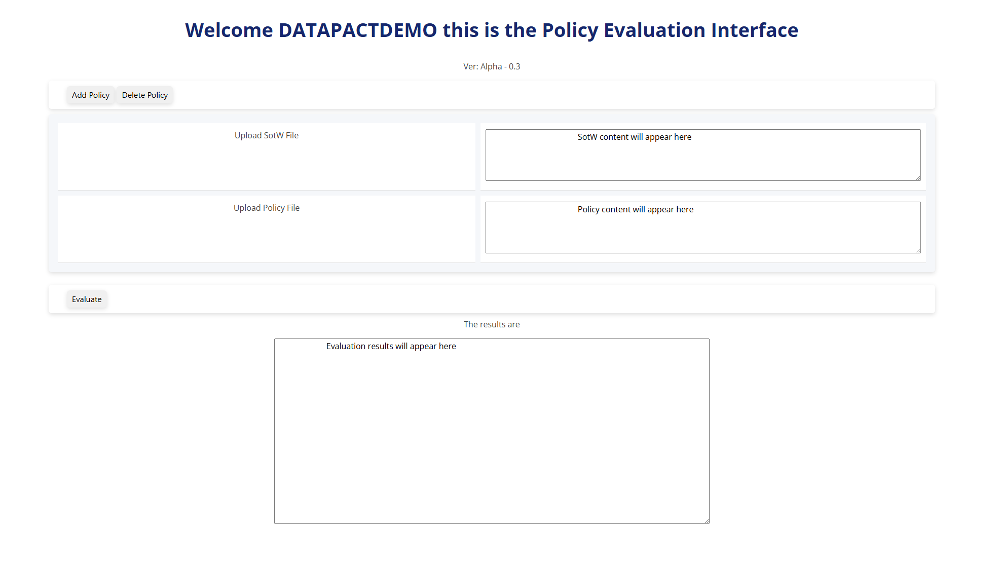 Welcome DATAPACTDEMO this is the Policy Evaluation Interface
Ver: Alpha - 0.3
Add Policy Delete Policy
Upload SotW File
SotW content will appear here
Upload Policy File
Policy content will appear here
Evaluate
The results are
Evaluation results will appear here